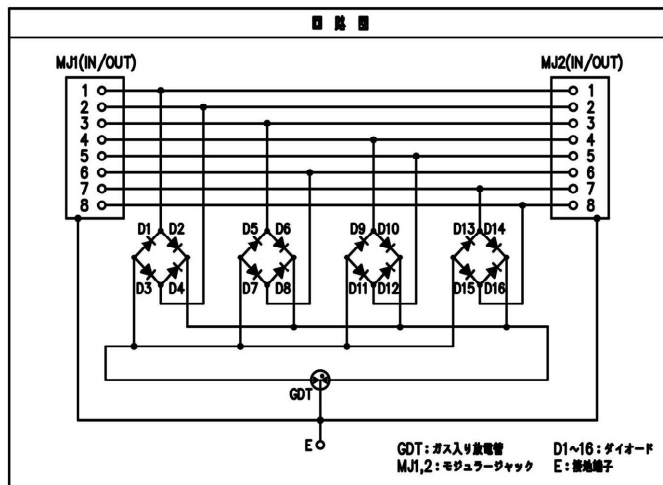 回路図
MJ1(IN/OUT)
MJ2(IN/OUT)
1 1
2 2
3 3
4 4
5 5
6 6
7 7
8 8
D1 D2 D5 D6 D9 D10 D13 D14
D3 D4 D7 D8 D11 D12 D15 D16
GDT
E
GDT:ガス入り放電管 D1~16:ダイオード
MJ1,2:モジュラージャック E:接地端子